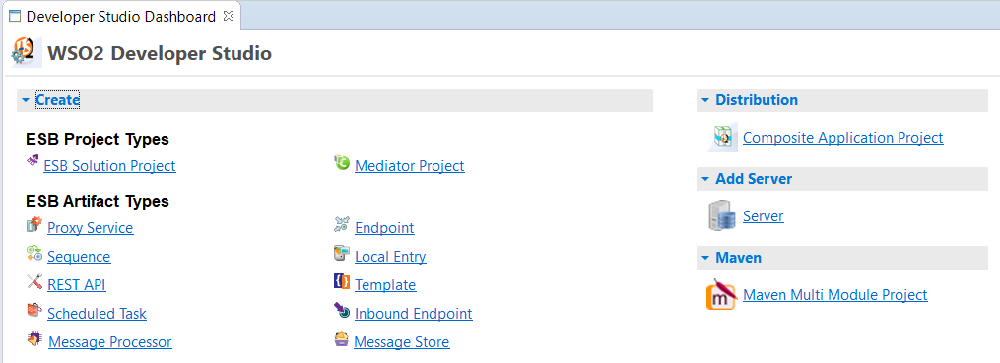 Developer Studio Dashboard
WSO2 Developer Studio
Create
ESB Project Types
ESB Solution Project
Mediator Project
ESB Artifact Types
Proxy Service
Endpoint
Sequence
Local Entry
REST API
Template
Scheduled Task
Inbound Endpoint
Message Processor
Message Store
Distribution
Composite Application Project
Add Server
Server
Maven
Maven Multi Module Project